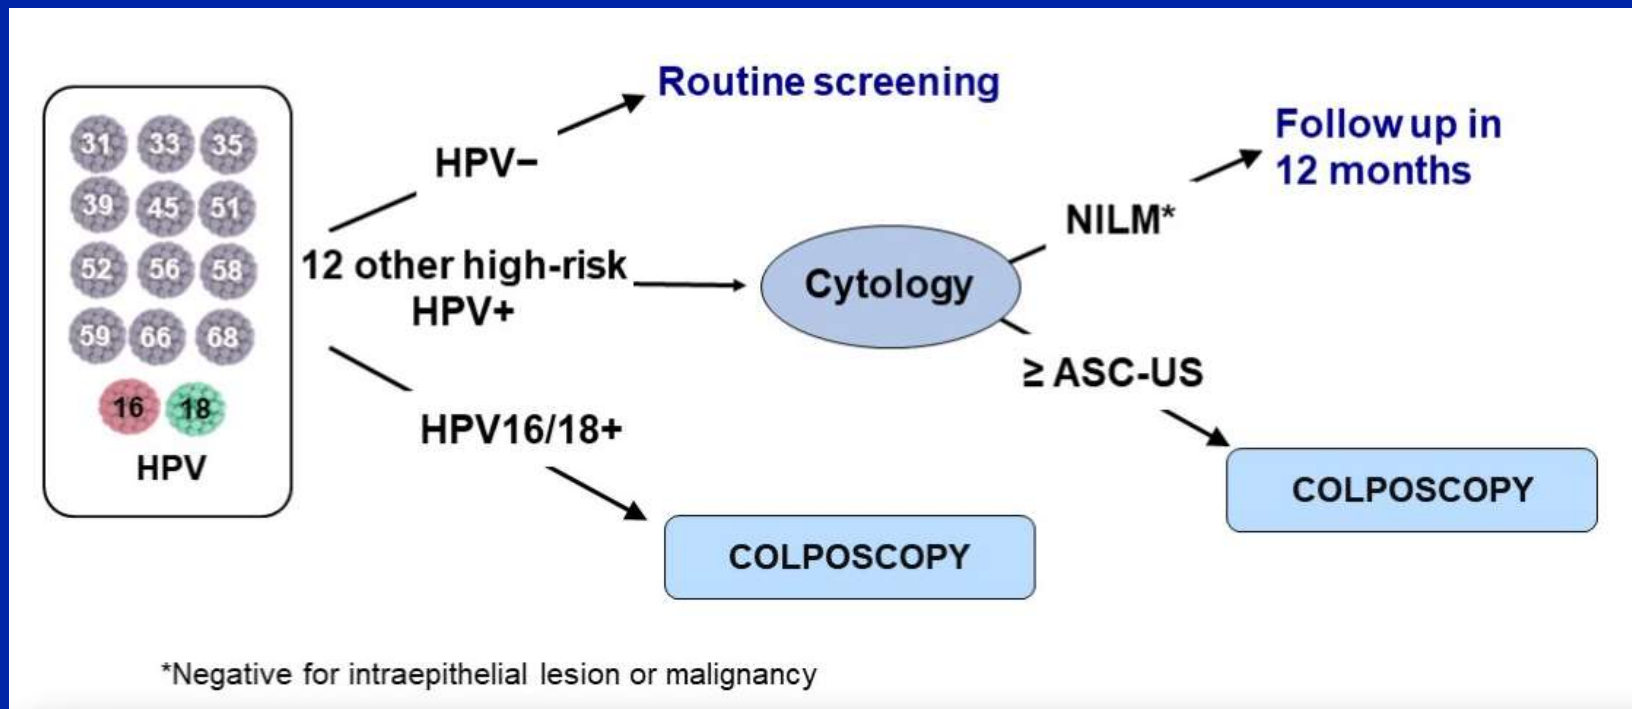 31 33 35
39 45 51
52 56 58
59 66 68
16 18
HPV
HPV−
Routine screening
12 other high-risk
HPV+
HPV16/18+
COLPOSCOPY
Cytology
NILM*
Follow up in
12 months
≥ ASC-US
COLPOSCOPY
*Negative for intraepithelial lesion or malignancy